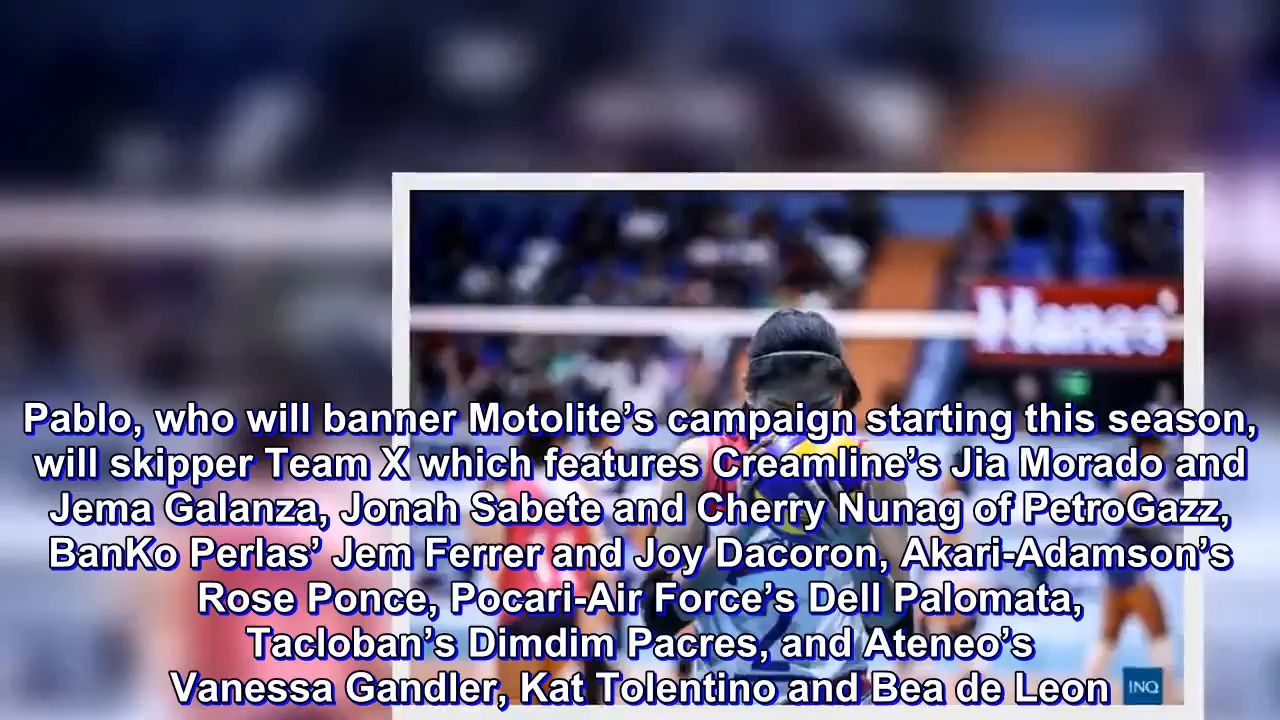 Hanes
Pablo, who will banner Motolite’s campaign starting this season,
will skipper Team X which features Creamline’s Jia Morado and
Jema Galanza, Jonah Sabete and Cherry Nunag of PetroGazz,
BanKo Perlas’ Jem Ferrer and Joy Dacoron, Akari-Adamson’s
Rose Ponce, Pocari-Air Force’s Dell Palomata,
Tacloban’s Dimdim Pacres, and Ateneo’s
Vanessa Gandler, Kat Tolentino and Bea de Leon
INQ